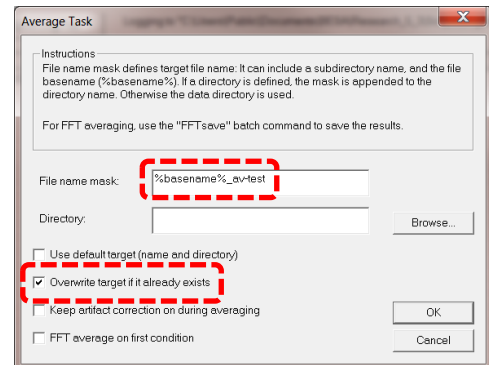 Average Task
Instructions
File name mask defines target file name: It can include a subdirectory name, and the file
basename (%basename%). If a directory is defined, the mask is appended to the
directory name. Otherwise the data directory is used.
For FFT averaging, use the "FFTsave" batch command to save the results.
File name mask:
%basename%_av-test
Directory:
Browse...
Use default target (name and directory)
Overwrite target if it already exists
Keep artifact correction on during averaging
OK
FFT average on first condition
Cancel